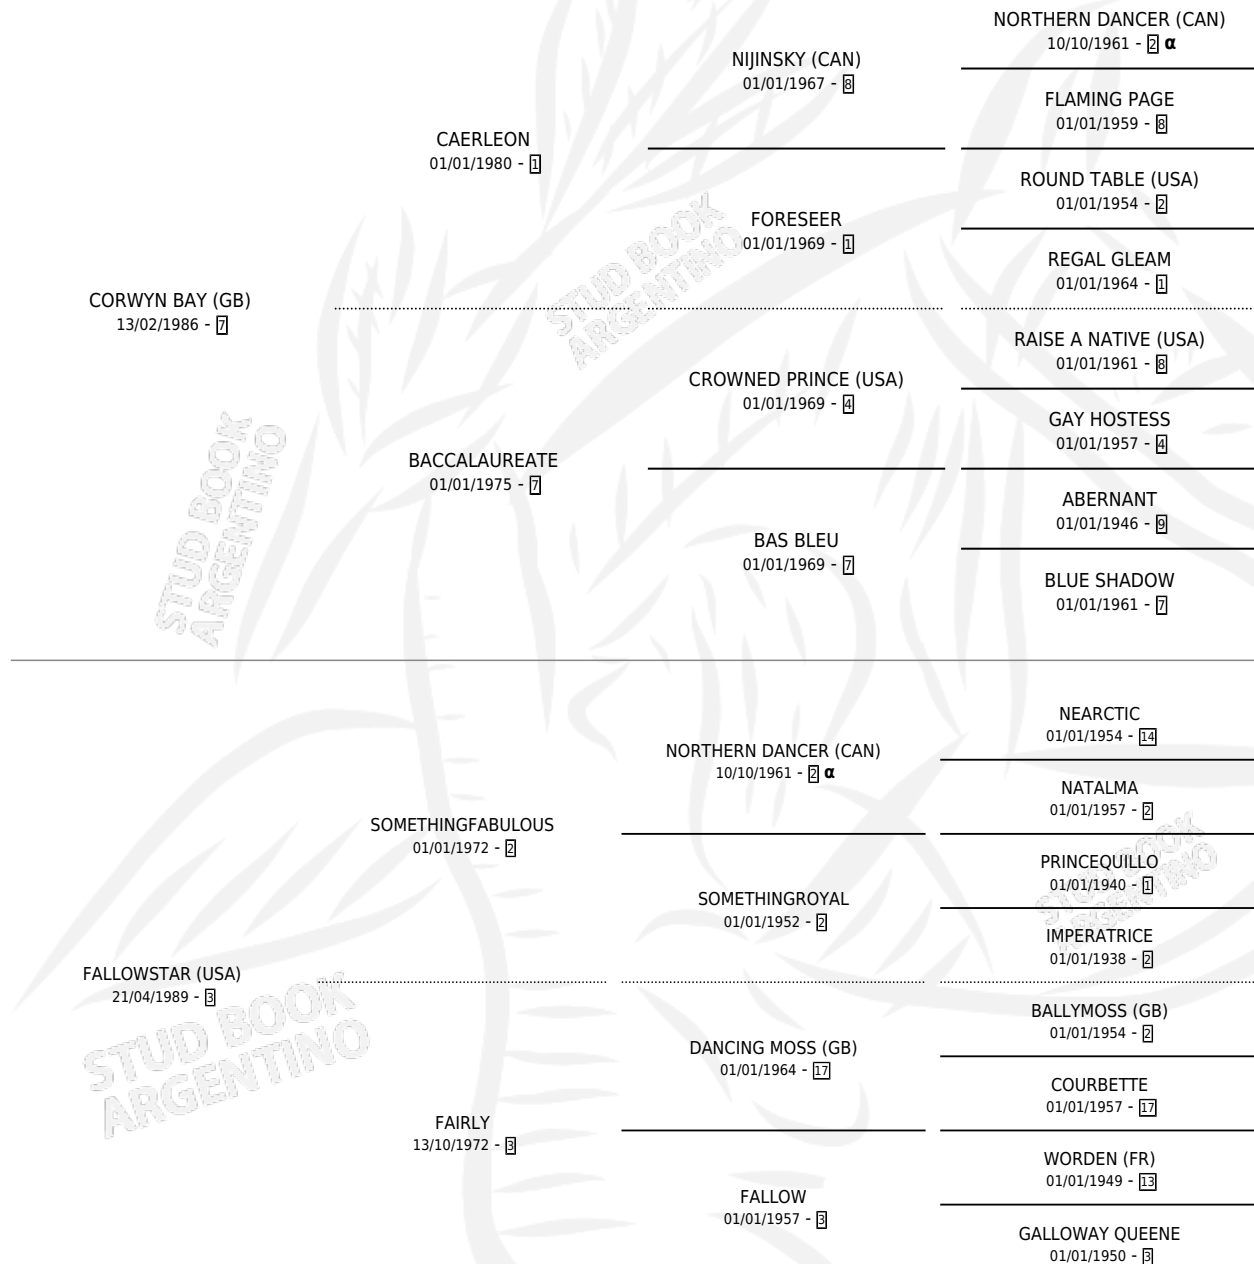 NORTHERN DANCER (CAN)
10/10/1961 - 2 α
NIJINSKY (CAN)
01/01/1967 - 8
FLAMING PAGE
01/01/1959 - 8
CAERLEON
01/01/1980 - 1
ROUND TABLE (USA)
01/01/1954 - 2
FORESEER
01/01/1969 - 1
REGAL GLEAM
01/01/1964 - 1
CORWYN BAY (GB)
13/02/1986 - 7
RAISE A NATIVE (USA)
01/01/1961 - 8
CROWNED PRINCE (USA)
01/01/1969 - 4
GAY HOSTESS
01/01/1957 - 4
BACCALAUREATE
01/01/1975 - 7
ABERNANT
01/01/1946 - 9
BAS BLEU
01/01/1969 - 7
BLUE SHADOW
01/01/1961 - 7
NEARCTIC
01/01/1954 - 14
NORTHERN DANCER (CAN)
10/10/1961 - 2 α
NATALMA
01/01/1957 - 2
SOMETHINGFABULOUS
01/01/1972 - 2
PRINCEQUILLO
01/01/1940 - 1
SOMETHINGROYAL
01/01/1952 - 2
IMPERATRICE
01/01/1938 - 2
FALLOWSTAR (USA)
21/04/1989 - 3
BALLYMOSS (GB)
01/01/1954 - 2
DANCING MOSS (GB)
01/01/1964 - 17
COURBETTE
01/01/1957 - 17
FAIRLY
13/10/1972 - 3
WORDEN (FR)
01/01/1949 - 13
FALLOW
01/01/1957 - 3
GALLOWAY QUEENE
01/01/1950 - 3
STUD BOOK
ARGENTINO
STUD BOOK
ARGENTINO
STUD BOOK
ARGENTINO
STUD BOOK
ARGENTINO